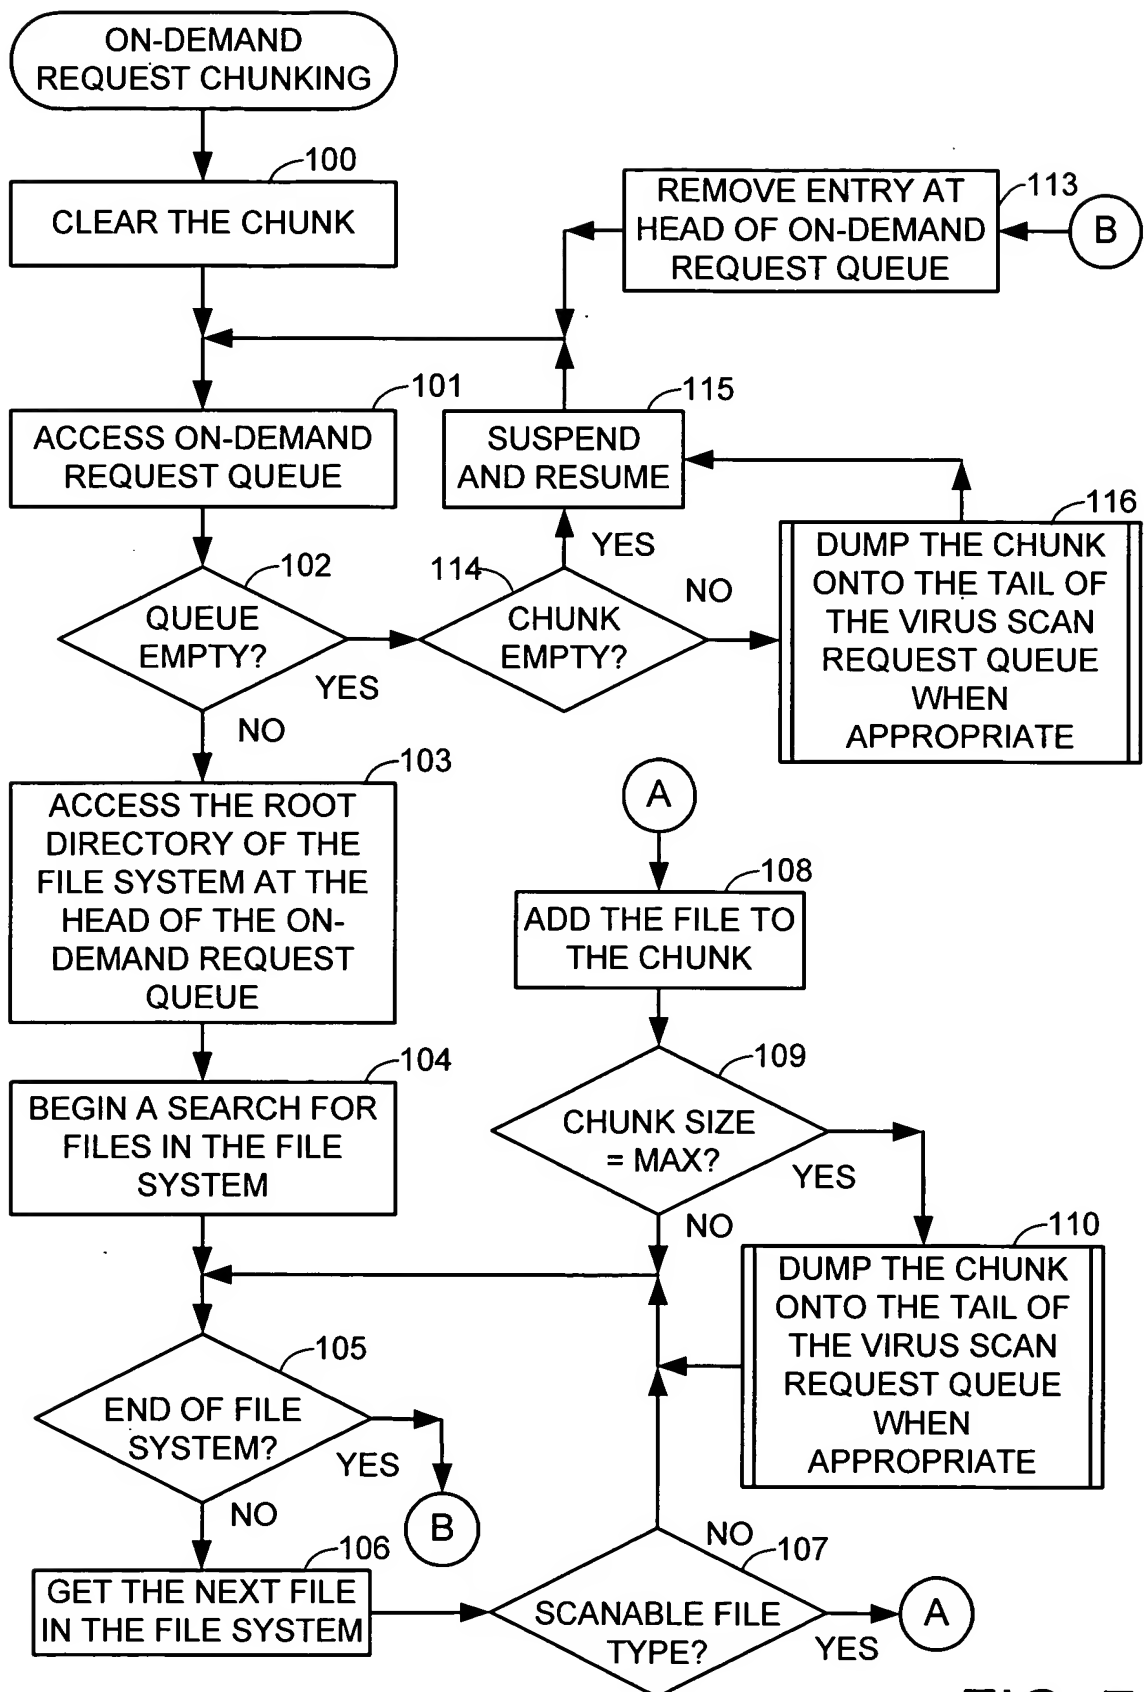 ON-DEMAND
REQUEST CHUNKING
100
CLEAR THE CHUNK
REMOVE ENTRY AT
HEAD OF ON-DEMAND
REQUEST QUEUE
113
B
101
ACCESS ON-DEMAND
REQUEST QUEUE
115
SUSPEND
AND RESUME
116
DUMP THE CHUNK
ONTO THE TAIL OF
THE VIRUS SCAN
REQUEST QUEUE
WHEN
APPROPRIATE
102
QUEUE
EMPTY?
YES
NO
114
CHUNK
EMPTY?
YES
NO
103
ACCESS THE ROOT
DIRECTORY OF THE
FILE SYSTEM AT THE
HEAD OF THE ON-
DEMAND REQUEST
QUEUE
A
108
ADD THE FILE TO
THE CHUNK
104
BEGIN A SEARCH FOR
FILES IN THE FILE
SYSTEM
109
CHUNK SIZE
= MAX?
YES
NO
110
DUMP THE CHUNK
ONTO THE TAIL OF
THE VIRUS SCAN
REQUEST QUEUE
WHEN
APPROPRIATE
105
END OF FILE
SYSTEM?
YES
NO
B
106
GET THE NEXT FILE
IN THE FILE SYSTEM
NO
107
SCANABLE FILE
TYPE?
YES
A